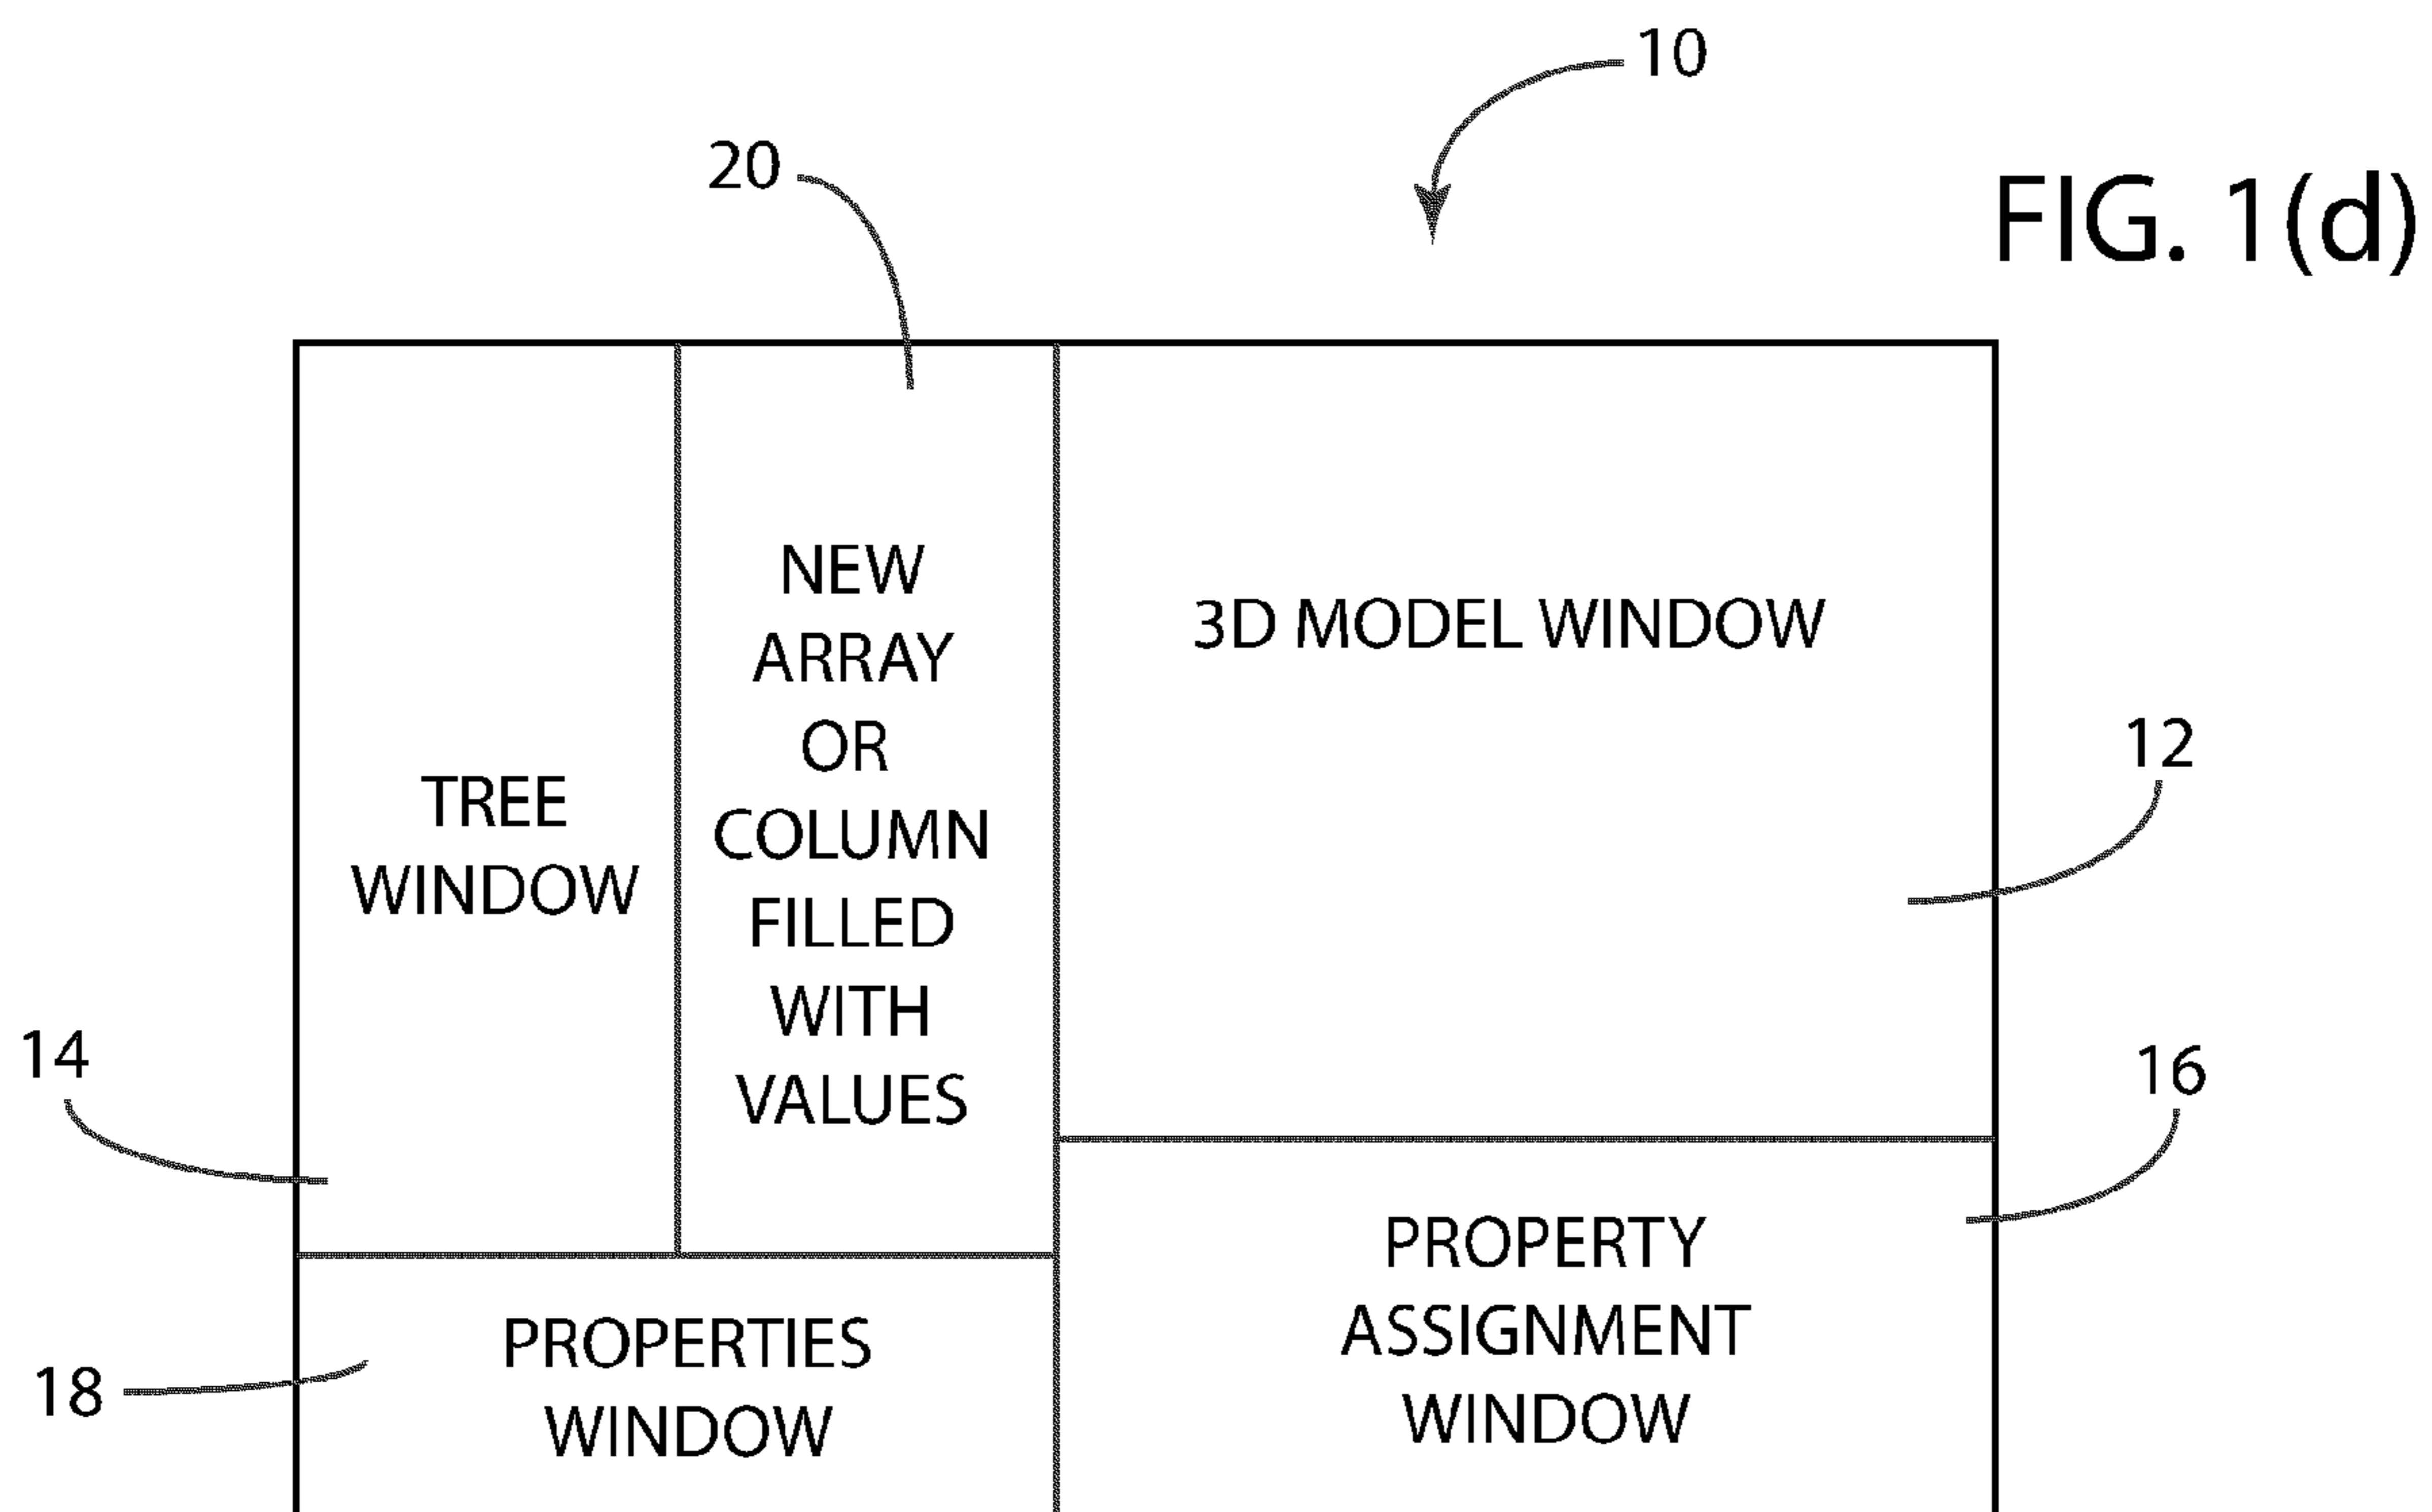 10
20
FIG. 1(d)
NEW
ARRAY
OR
COLUMN
FILLED
WITH
VALUES
3D MODEL WINDOW
12
TREE
WINDOW
14
16
PROPERTY
ASSIGNMENT
WINDOW
PROPERTIES
WINDOW
18